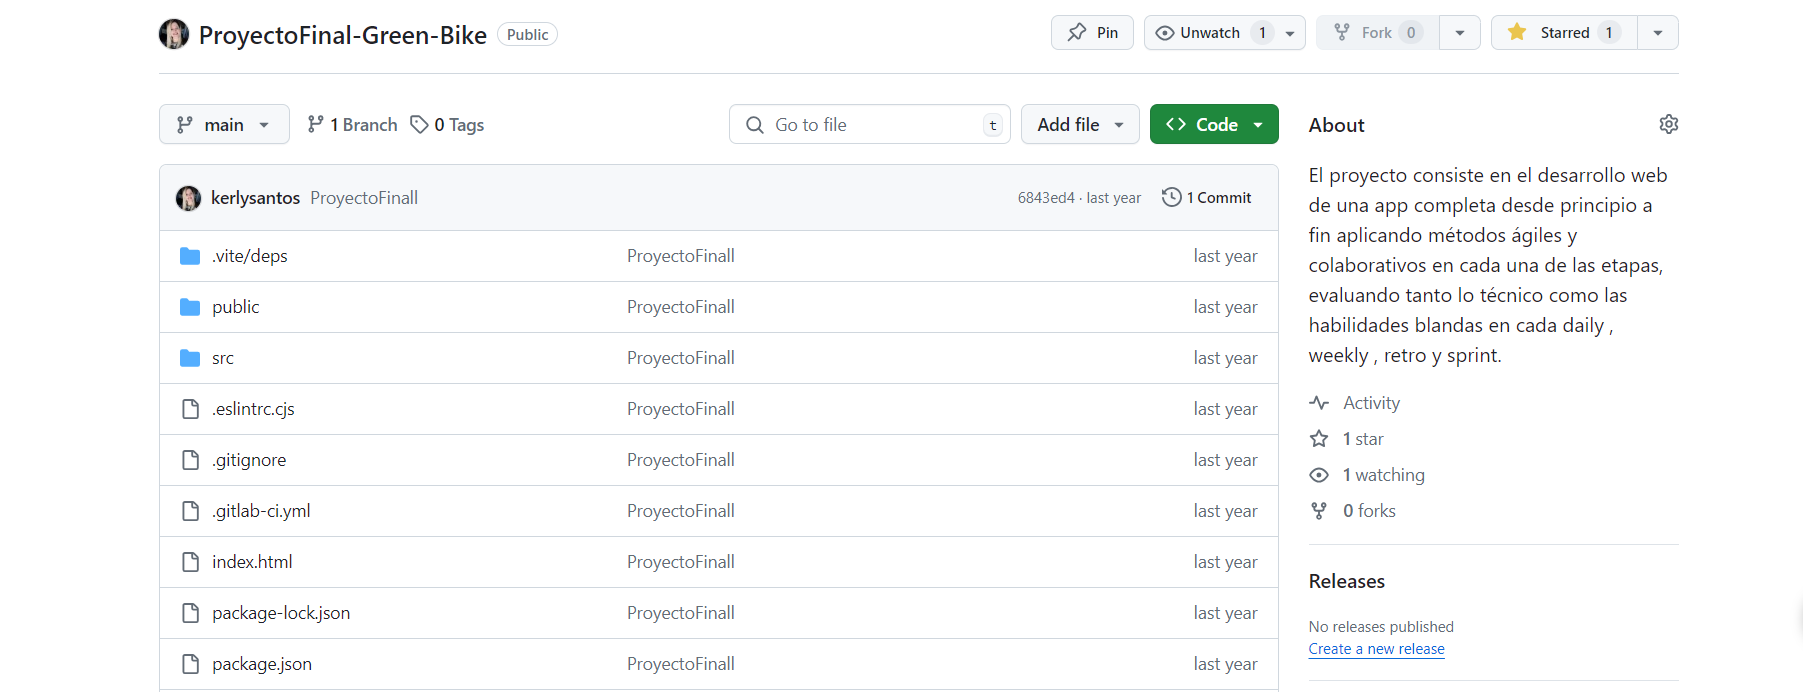 ProyectoFinal-Green-Bike Public
Pin
Unwatch 1
Fork 0
Starred 1
main
1 Branch
0 Tags
Go to file t
Add file
<> Code
kerlysantos ProyectoFinall
6843ed4 · last year
1 Commit
.vite/deps ProyectoFinall last year
public ProyectoFinall last year
src ProyectoFinall last year
.eslintrc.cjs ProyectoFinall last year
.gitignore ProyectoFinall last year
.gitlab-ci.yml ProyectoFinall last year
index.html ProyectoFinall last year
package-lock.json ProyectoFinall last year
package.json ProyectoFinall last year
About
El proyecto consiste en el desarrollo web
de una app completa desde principio a
fin aplicando métodos ágiles y
colaborativos en cada una de las etapas,
evaluando tanto lo técnico como las
habilidades blandas en cada daily ,
weekly , retro y sprint.
Activity
1 star
1 watching
0 forks
Releases
No releases published
Create a new release